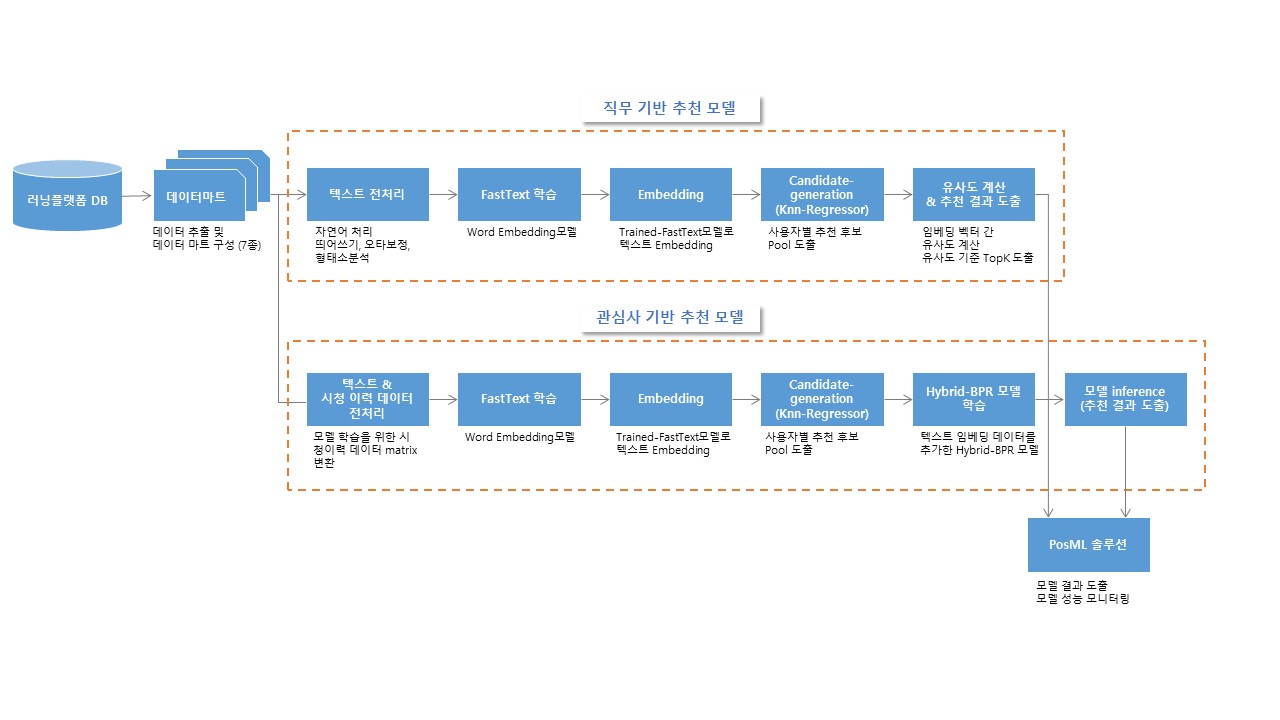 직무 기반 추천 모델
러닝플랫폼 DB
데이터마트
데이터 추출 및
데이터 마트 구성 (7종)
텍스트 전처리
자연어 처리
띄어쓰기, 오타보정,
형태소분석
FastText 학습
Word Embedding모델
Embedding
Trained-FastText모델로
텍스트 Embedding
Candidate-
generation
(Knn-Regressor)
사용자별 추천 후보
Pool 도출
유사도 계산
& 추천 결과 도출
임베딩 벡터 간
유사도 계산
유사도 기준 TopK 도출
관심사 기반 추천 모델
텍스트 &
시청 이력 데이터
전처리
모델 학습을 위한 시
청이력 데이터 matrix
변환
FastText 학습
Word Embedding모델
Embedding
Trained-FastText모델로
텍스트 Embedding
Candidate-
generation
(Knn-Regressor)
사용자별 추천 후보
Pool 도출
Hybrid-BPR 모델
학습
텍스트 임베딩 데이터를
추가한 Hybrid-BPR 모델
모델 inference
(추천 결과 도출)
PosML 솔루션
모델 결과 도출
모델 성능 모니터링